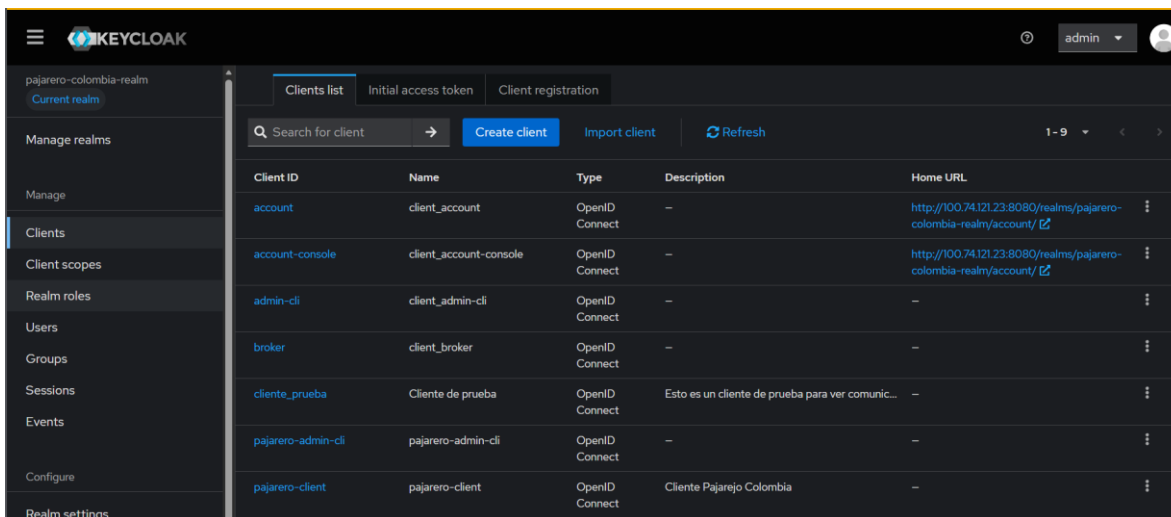 KEYCLOAK
admin
pajarero-colombia-realm
Current realm
Manage realms
Manage
Clients
Client scopes
Realm roles
Users
Groups
Sessions
Events
Configure
Realm settings
Clients list Initial access token Client registration
Search for client Create client Import client Refresh 1-9
Client ID Name Type Description Home URL
account client_account OpenID Connect – http://100.74.121.23:8080/realms/pajarero-colombia-realm/account/
account-console client_account-console OpenID Connect – http://100.74.121.23:8080/realms/pajarero-colombia-realm/account/
admin-cli client_admin-cli OpenID Connect – –
broker client_broker OpenID Connect – –
cliente_prueba Cliente de prueba OpenID Connect Esto es un cliente de prueba para ver comunic... –
pajarero-admin-cli pajarero-admin-cli OpenID Connect – –
pajarero-client pajarero-client OpenID Connect Cliente Pajarejo Colombia –